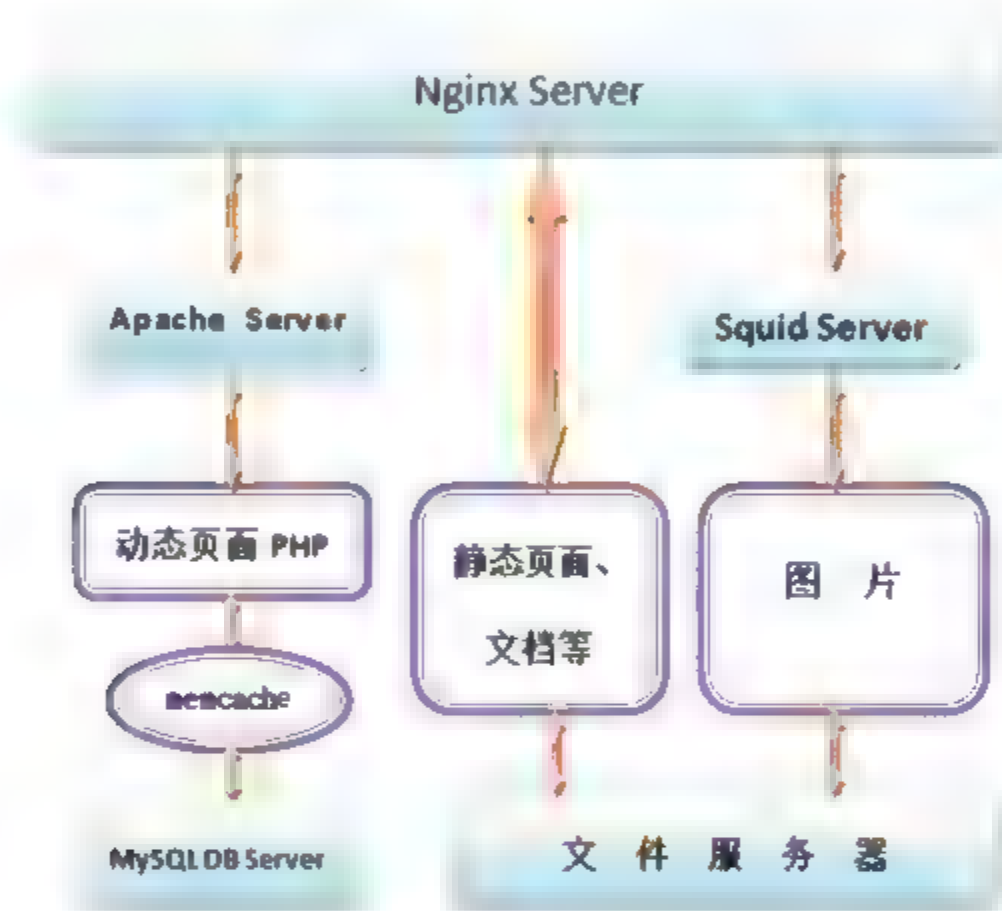 Nginx Server
Apache Server
Squid Server
动态页面 PHP
静态页面、
文档等
图 片
memcache
MySQL DB Server
文 件 服 务 器